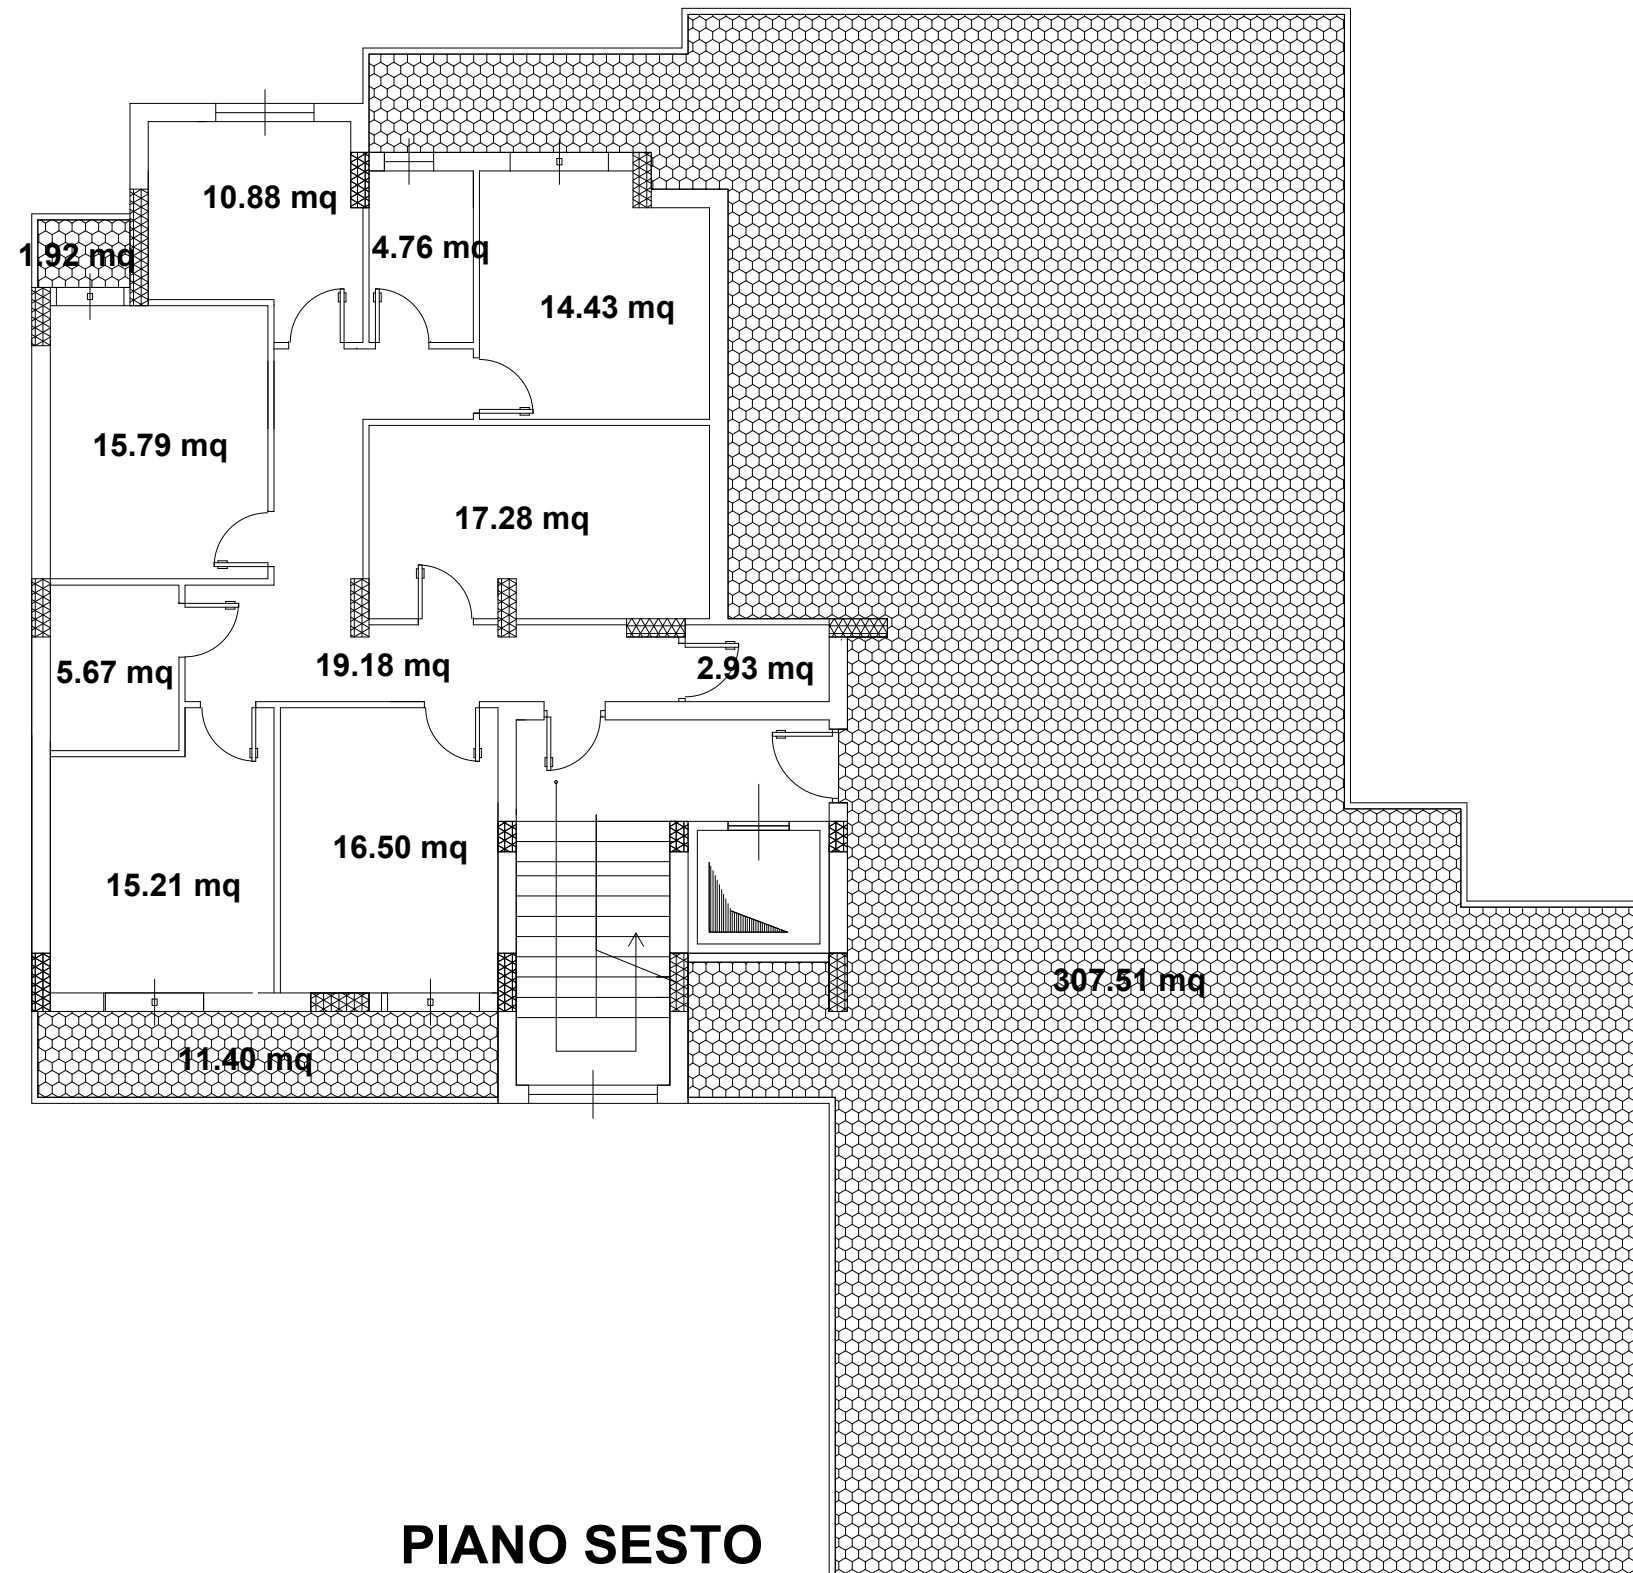 10.88 mq
1.92 mq
4.76 mq
14.43 mq
15.79 mq
17.28 mq
5.67 mq
19.18 mq
2.93 mq
16.50 mq
15.21 mq
307.51 mq
11.40 mq
PIANO SESTO